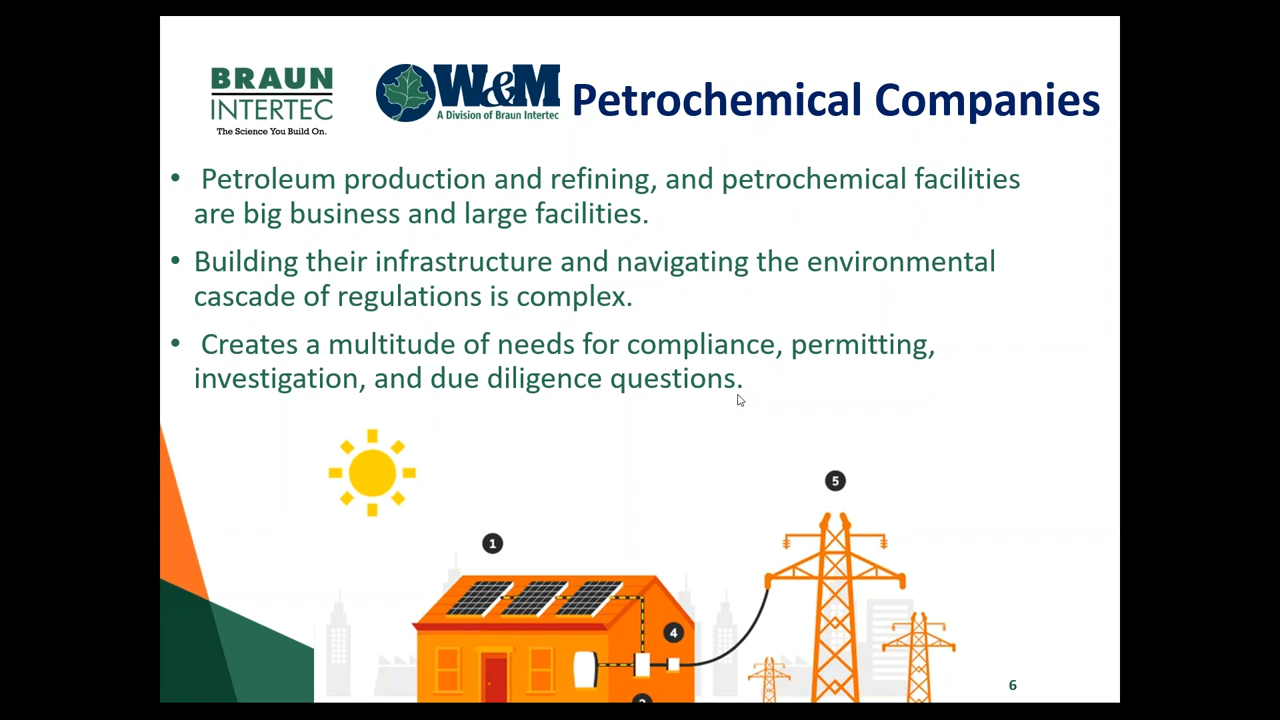 BRAUN
INTERTEC
The Science You Build On.
W&M
A Division of Braun Intertec
Petrochemical Companies
• Petroleum production and refining, and petrochemical facilities
are big business and large facilities.
• Building their infrastructure and navigating the environmental
cascade of regulations is complex.
• Creates a multitude of needs for compliance, permitting,
investigation, and due diligence questions.
5
1
4
6